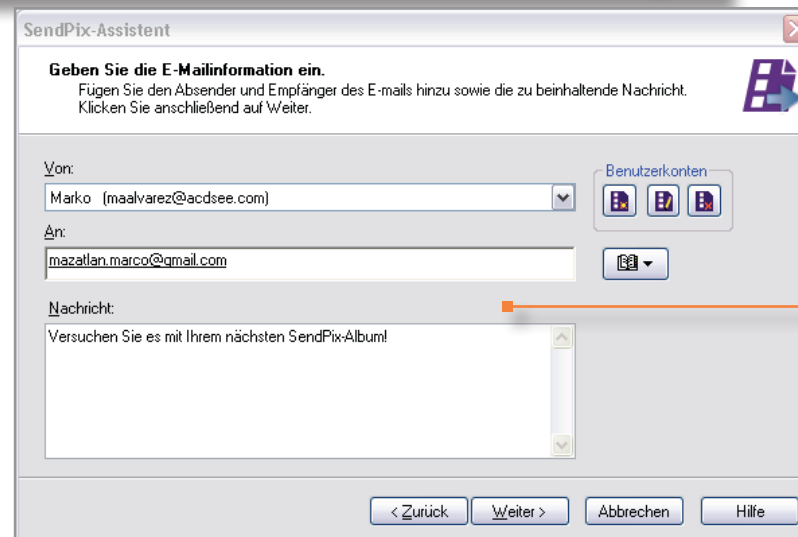 SendPix-Assistent
Geben Sie die E-Mailinformation ein.
Fügen Sie den Absender und Empfänger des E-mails hinzu sowie die zu beinhaltende Nachricht.
Klicken Sie anschließend auf Weiter.
Von:
Benutzerkonten
Marko (maalvarez@acdsee.com)
An:
mazatlan.marco@gmail.com
Nachricht:
Versuchen Sie es mit Ihrem nächsten SendPix-Album!
< Zurück Weiter > Abbrechen Hilfe